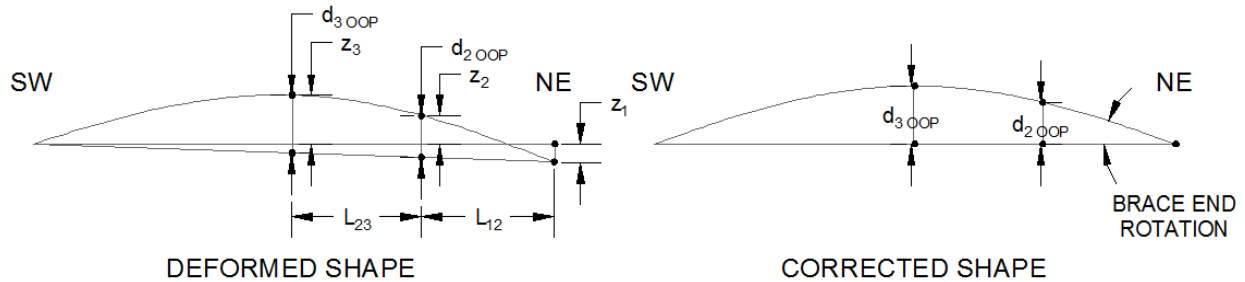 d3 OOP
z3
d2 OOP
z2
SW
NE
z1
L23
L12
DEFORMED SHAPE
SW
NE
d3 OOP
d2 OOP
BRACE END
ROTATION
CORRECTED SHAPE